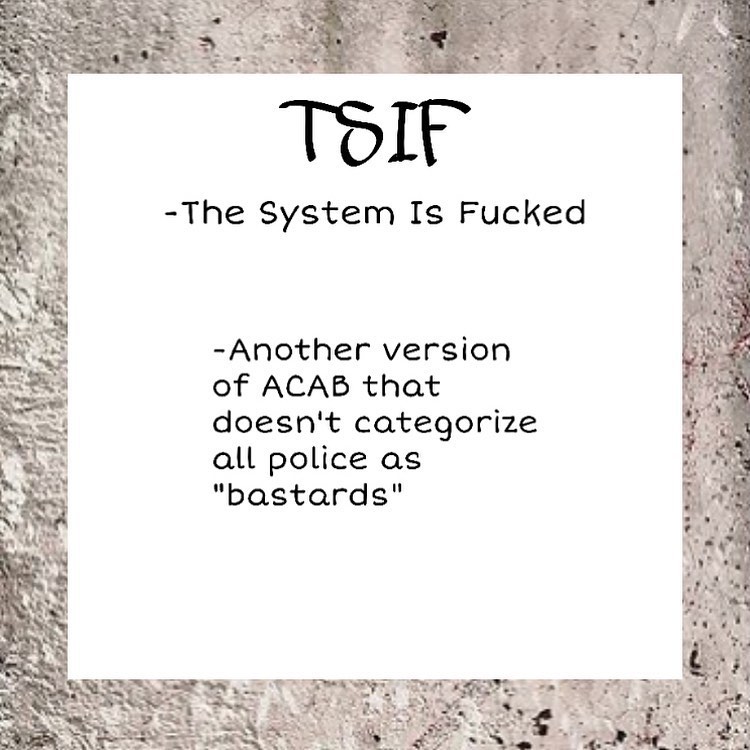 TSIF
-The System Is Fucked
-Another version
of ACAB that
doesn't categorize
all police as
"bastards"